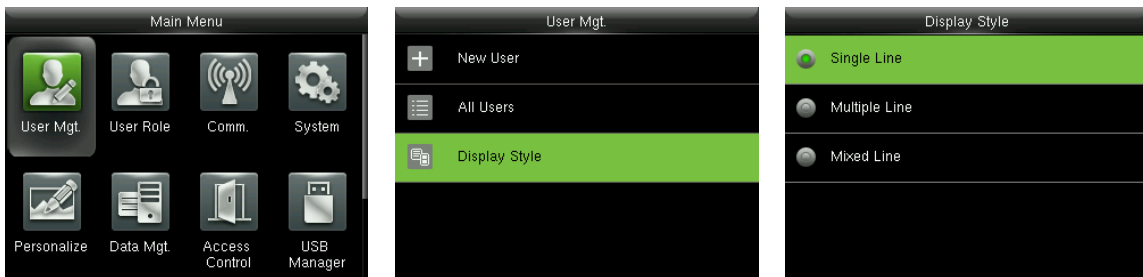 Main Menu
User Mgt.
User Role
Comm.
System
Personalize
Data Mgt.
Access
Control
USB
Manager
User Mgt.
New User
All Users
Display Style
Display Style
Single Line
Multiple Line
Mixed Line